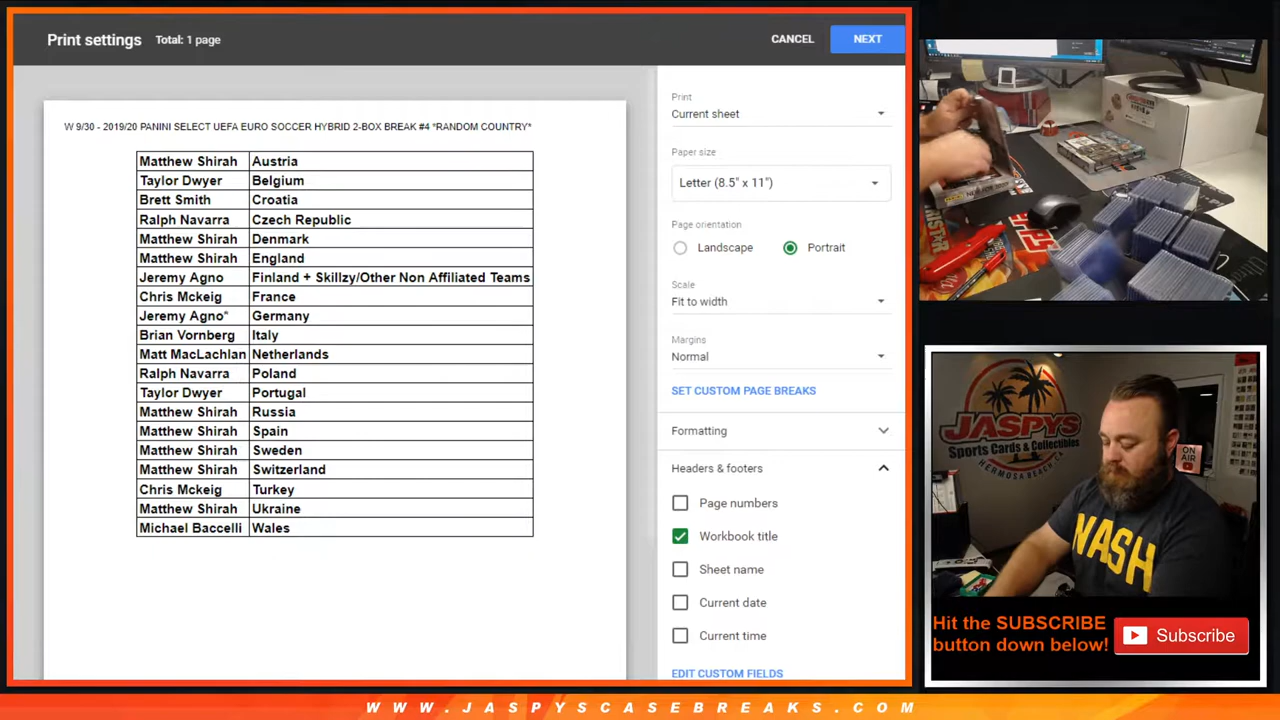 Print settings Total: 1 page CANCEL NEXT
W 9/30 - 2019/20 PANINI SELECT UEFA EURO SOCCER HYBRID 2-BOX BREAK #4 *RANDOM COUNTRY*
Matthew Shirah Austria
Taylor Dwyer Belgium
Brett Smith Croatia
Ralph Navarra Czech Republic
Matthew Shirah Denmark
Matthew Shirah England
Jeremy Agno Finland + Skillzy/Other Non Affiliated Teams
Chris Mckeig France
Jeremy Agno* Germany
Brian Vornberg Italy
Matt MacLachlan Netherlands
Ralph Navarra Poland
Taylor Dwyer Portugal
Matthew Shirah Russia
Matthew Shirah Spain
Matthew Shirah Sweden
Matthew Shirah Switzerland
Chris Mckeig Turkey
Matthew Shirah Ukraine
Michael Baccelli Wales
Print
Current sheet
Paper size
Letter (8.5" x 11")
Page orientation
Landscape Portrait
Scale
Fit to width
Margins
Normal
SET CUSTOM PAGE BREAKS
Formatting
Headers & footers
Page numbers
Workbook title
Sheet name
Current date
Current time
EDIT CUSTOM FIELDS
JASPYS
Sports Cards & Collectibles
HERMOSA BEACH, CA
ON AIR
NASH
Hit the SUBSCRIBE
button down below!
Subscribe
WWW.JASPYSCASEBREAKS.COM